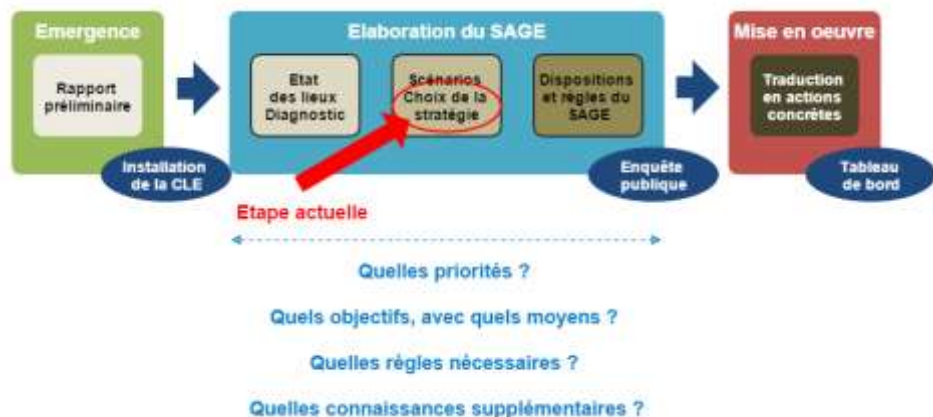 Emergence
Rapport
préliminaire
Installation
de la CLE
Elaboration du SAGE
Etat
des lieux
Diagnostic
Scénarios
Choix de la
stratégie
Dispositions
et règles du
SAGE
Enquête
publique
Mise en oeuvre
Traduction
en actions
concrètes
Tableau
de bord
Etape actuelle
Quelles priorités ?
Quels objectifs, avec quels moyens ?
Quelles règles nécessaires ?
Quelles connaissances supplémentaires ?